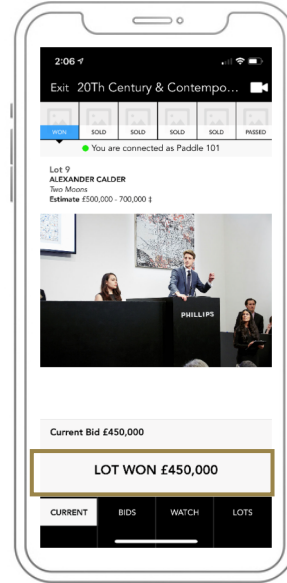 2:06
Exit 20Th Century & Contempo...
WON SOLD SOLD SOLD SOLD PASSED
You are connected as Paddle 101
Lot 9
ALEXANDER CALDER
Two Moons
Estimate £500,000 - 700,000 ‡
PHILLIPS
Current Bid £450,000
LOT WON £450,000
CURRENT BIDS WATCH LOTS